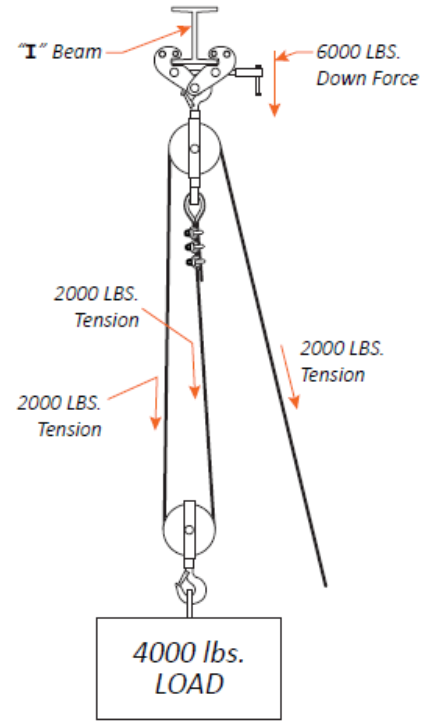 "I" Beam
6000 LBS.
Down Force
2000 LBS.
Tension
2000 LBS.
Tension
2000 LBS.
Tension
4000 lbs.
LOAD